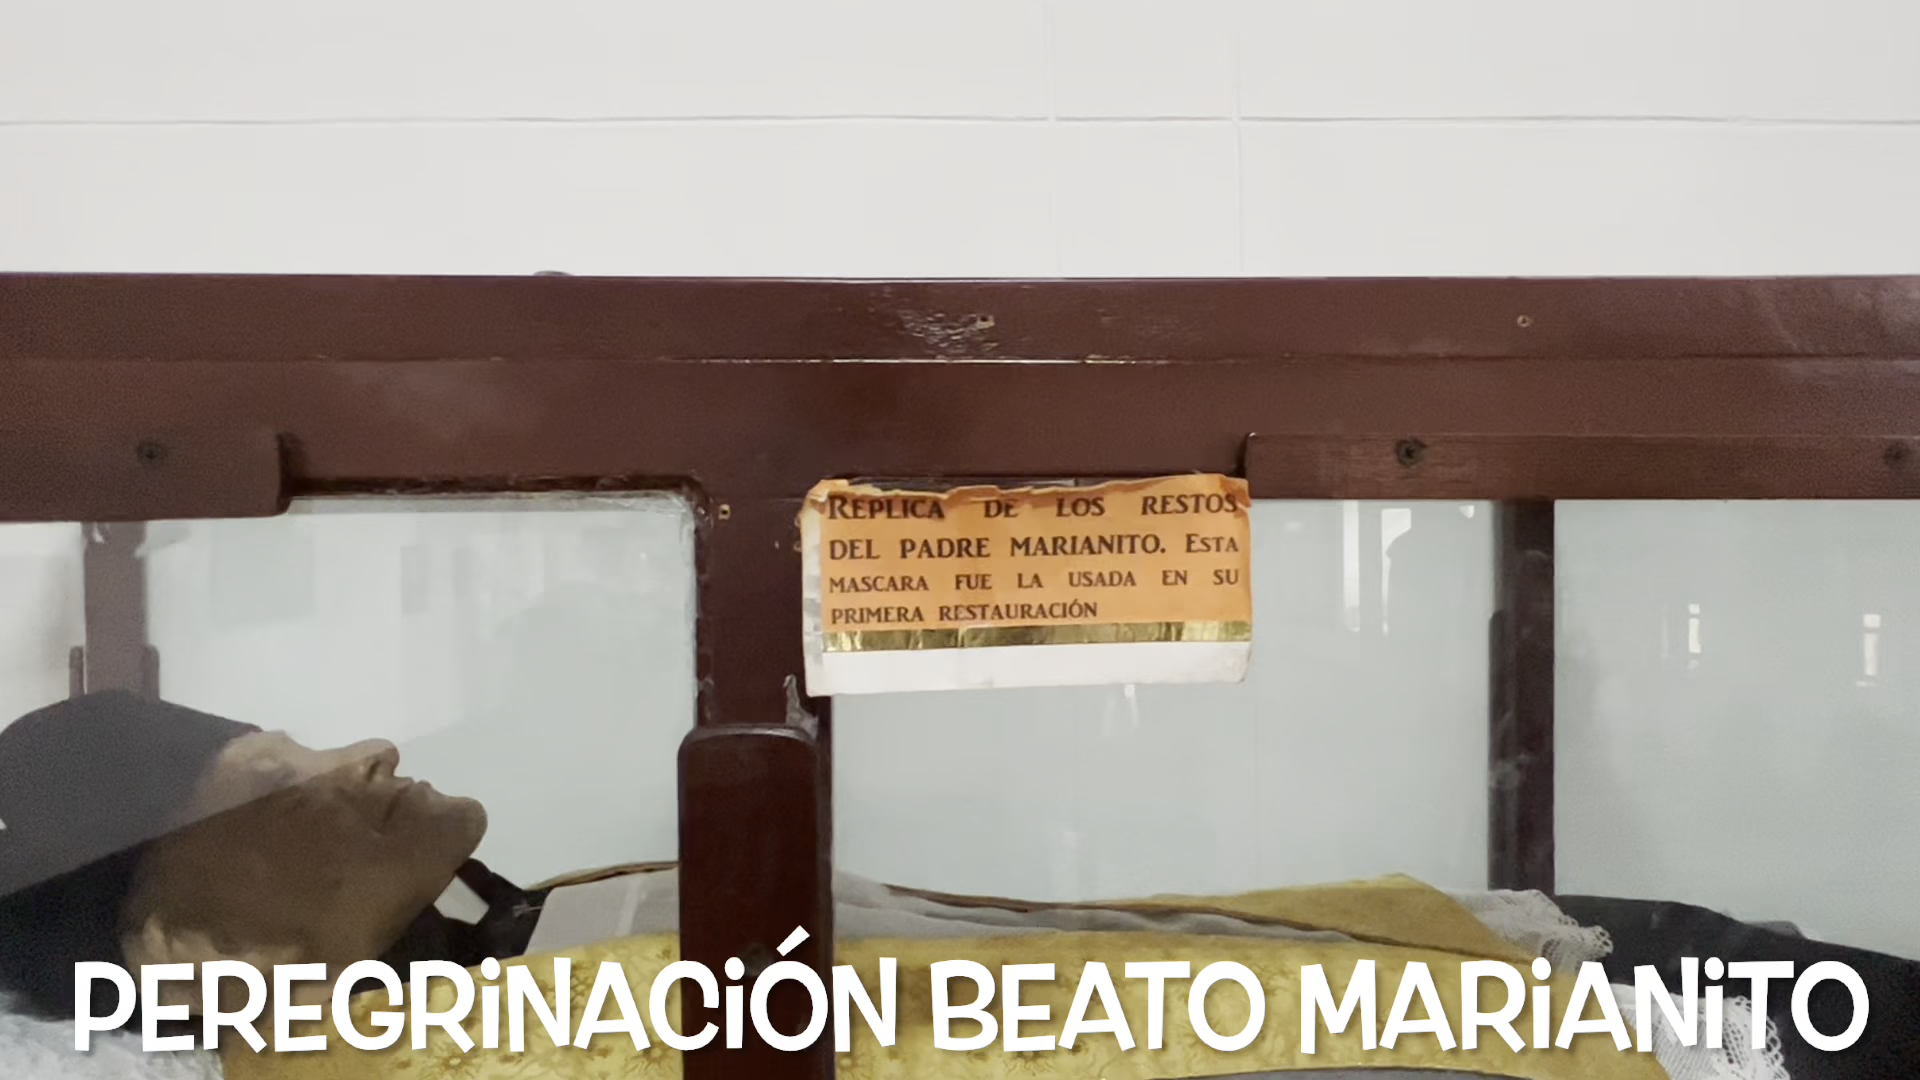 REPLICA DE LOS RESTOS
DEL PADRE MARIANITO. ESTA
MASCARA FUE LA USADA EN SU
PRIMERA RESTAURACIÓN
PEREGRiNACiÓN BEATO MARiANiTO